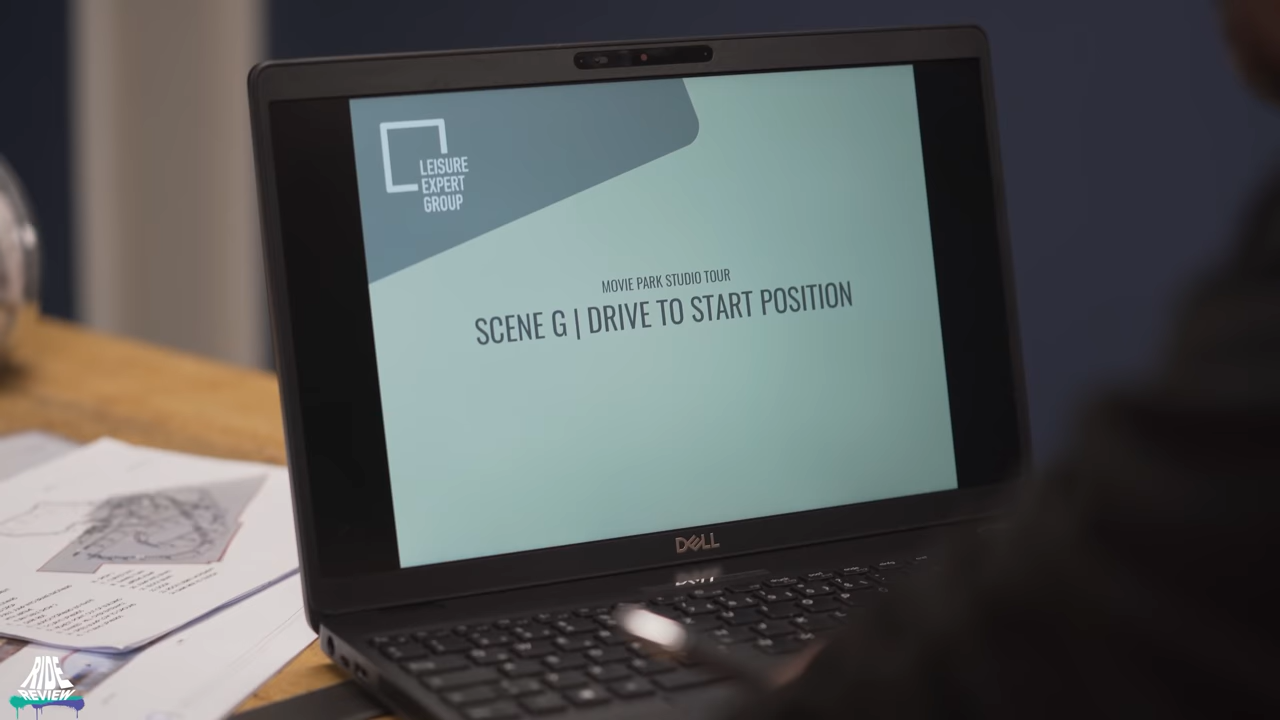 LEISURE
EXPERT
GROUP
MOVIE PARK STUDIO TOUR
SCENE G | DRIVE TO START POSITION
DELL
RIDE
REVIEW